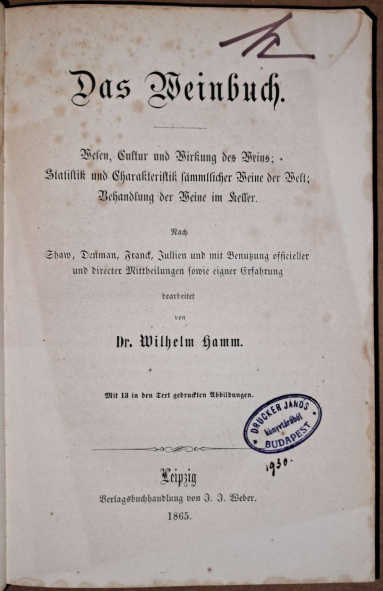 Das Weinbuch.
Wesen, Cultur und Wirkung des Weins;
Statistik und Charakteristik sämmtlicher Weine der Welt;
Behandlung der Weine im Keller.
Nach
Shaw, Denman, Franck, Jullien und mit Benutzung officieller
und directer Mittheilungen sowie eigner Erfahrung
bearbeitet
von
Dr. Wilhelm Hamm.
Mit 13 in den Text gedruckten Abbildungen.
DRUCKER JÁNOS
könyvtárából
BUDAPEST
1930.
Leipzig
Verlagsbuchhandlung von J. J. Weber.
1865.